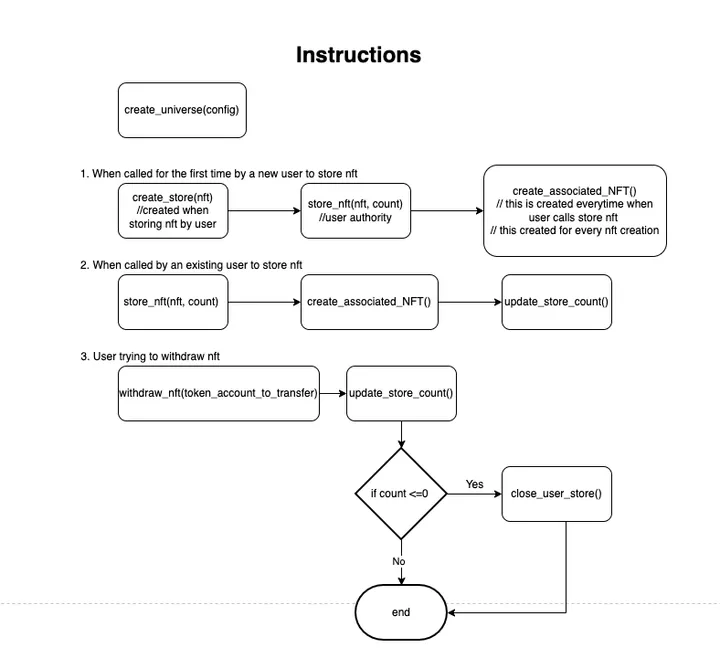 Instructions
create_universe(config)
1. When called for the first time by a new user to store nft
create_store(nft)
//created when
storing nft by user
store_nft(nft, count)
//user authority
create_associated_NFT()
// this is created everytime when
user calls store nft
// this created for every nft creation
2. When called by an existing user to store nft
store_nft(nft, count)
create_associated_NFT()
update_store_count()
3. User trying to withdraw nft
withdraw_nft(token_account_to_transfer)
update_store_count()
if count <=0
Yes
close_user_store()
No
end